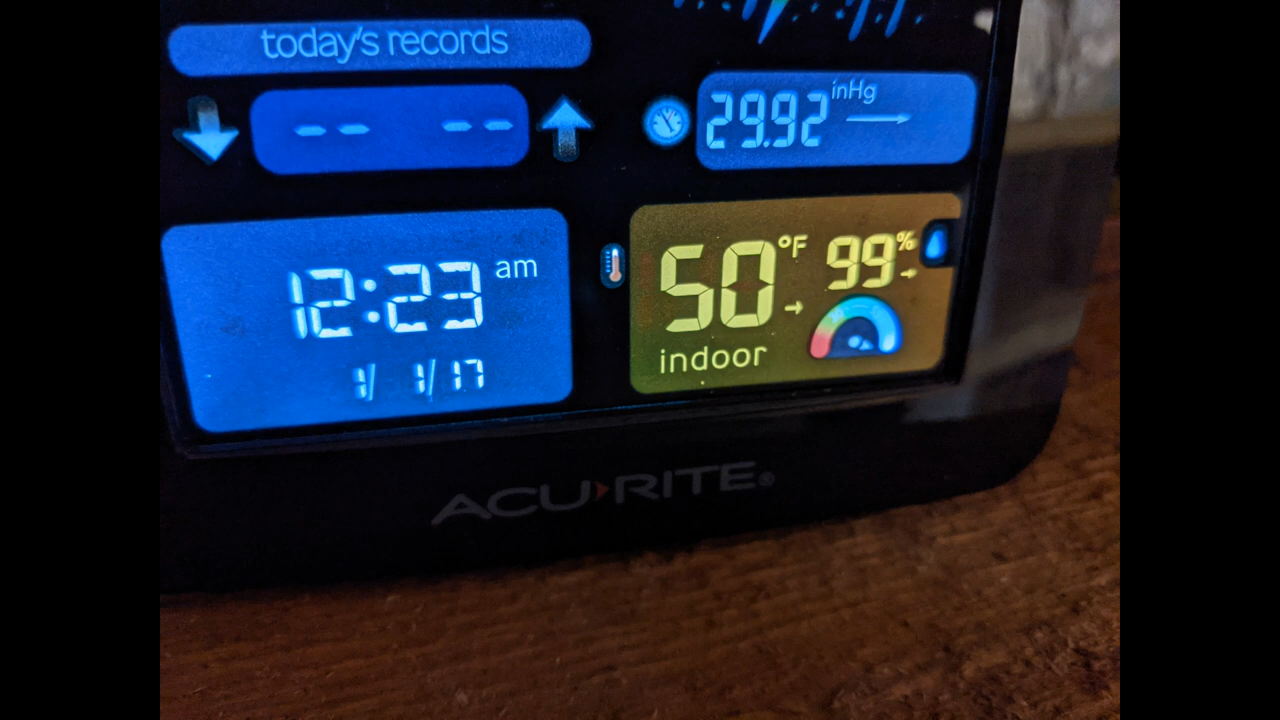 today's records
-- --
29.92 inHg
12:23 am
50 °F 99 %
1/ 1/17
indoor
ACURITE®